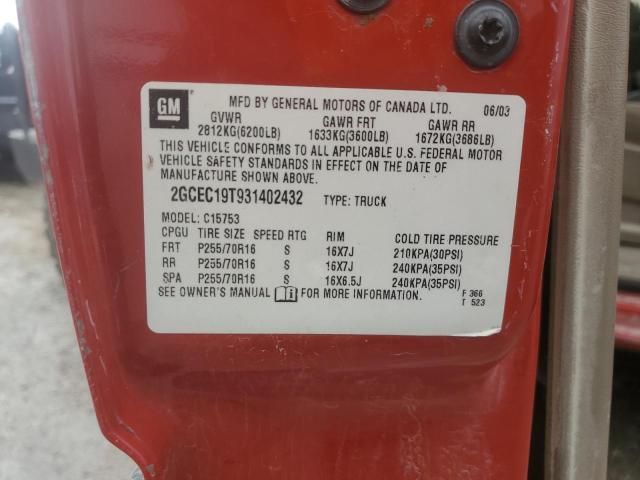 GM
MFD BY GENERAL MOTORS OF CANADA LTD. 06/03
GVWR GAWR FRT GAWR RR
2812KG(6200LB) 1633KG(3600LB) 1672KG(3686LB)
THIS VEHICLE CONFORMS TO ALL APPLICABLE U.S. FEDERAL MOTOR
VEHICLE SAFETY STANDARDS IN EFFECT ON THE DATE OF
MANUFACTURE SHOWN ABOVE.
2GCEC19T931402432 TYPE: TRUCK
MODEL: C15753
CPGU TIRE SIZE SPEED RTG RIM COLD TIRE PRESSURE
FRT P255/70R16 S 16X7J 210KPA(30PSI)
RR P255/70R16 S 16X7J 240KPA(35PSI)
SPA P255/70R16 S 16X6.5J 240KPA(35PSI)
SEE OWNER'S MANUAL FOR MORE INFORMATION. F 366
T 523